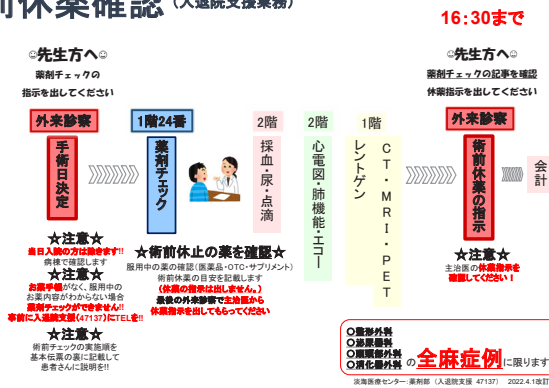 前休薬確認（入退院支援業務）
16:30まで
☺先生方へ☺
薬剤チェックの
指示を出してください
外来診察
手術日決定
★注意★
当日入院の方は除きます!!
病棟で確認します
★注意★
お薬手帳がなく、服用中の
お薬内容がわからない場合
薬剤チェックができません!!
事前に入退院支援(47137)にTELを!!
★注意★
術前チェックの実施順を
基本伝票の裏に記載して
患者さんに説明を!!
1階24番
薬剤チェック
★術前休止の薬を確認★
服用中の薬の確認（医薬品・OTC・サプリメント）
術前休薬の目安を記載します
（休薬の指示は出しません。）
最後の外来診察で主治医から
休薬指示を出してもらってください
2階
採血・尿・点滴
2階
心電図・肺機能・エコー
1階
レントゲン
CT・MRI・PET
☺先生方へ☺
薬剤チェックの記事を確認
休薬指示を出してください
外来診察
術前休薬の指示
★注意★
主治医の休薬指示を
確認してください！
会計
〇整形外科
〇泌尿器科
〇頭頸部外科
〇消化器外科 の全麻症例に限ります
淡海医療センター:薬剤部（入退院支援 47137） 2022.4.1改訂